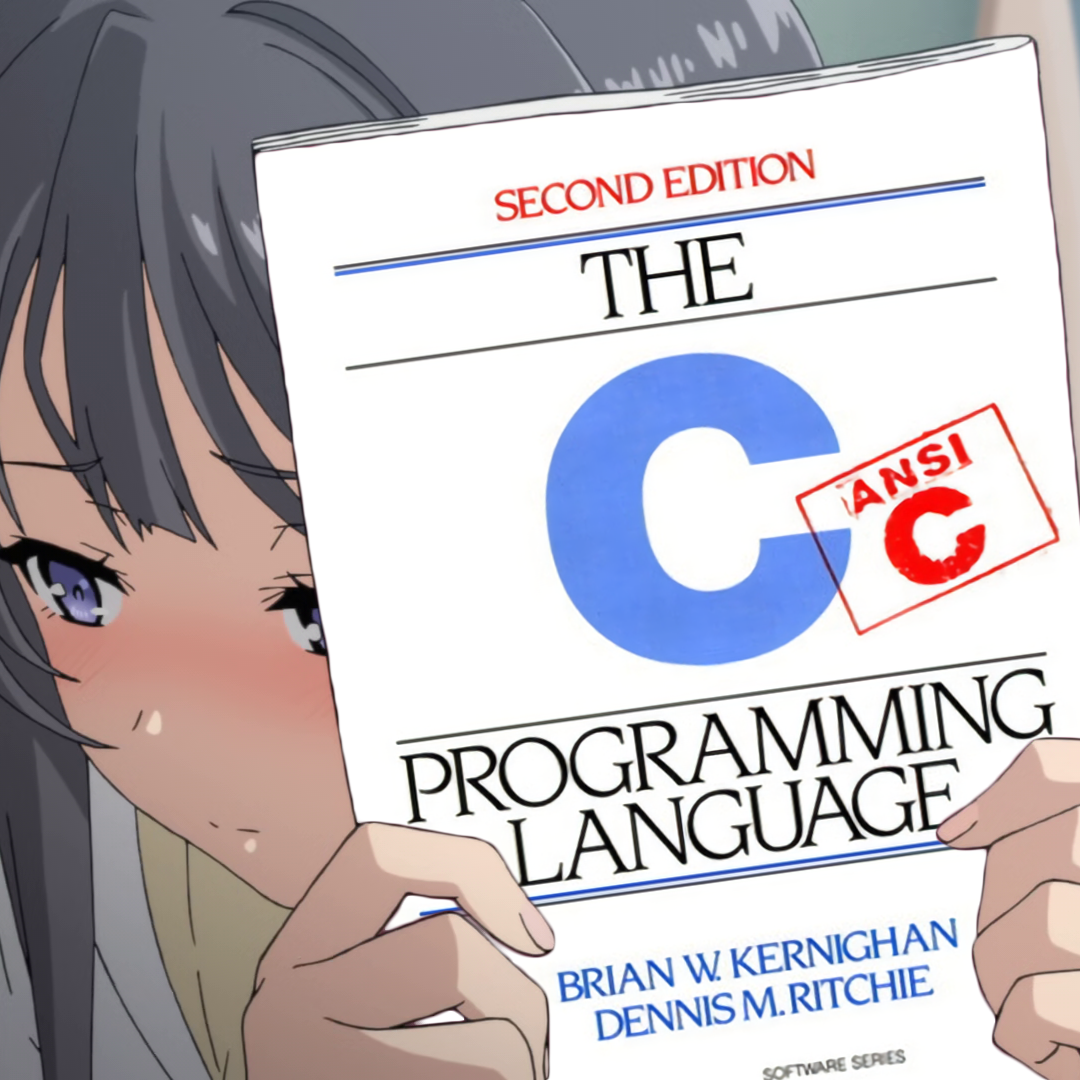 SECOND EDITION
THE
C
ANSI
C
PROGRAMMING
LANGUAGE
BRIAN W. KERNIGHAN
DENNIS M. RITCHIE
SOFTWARE SERIES